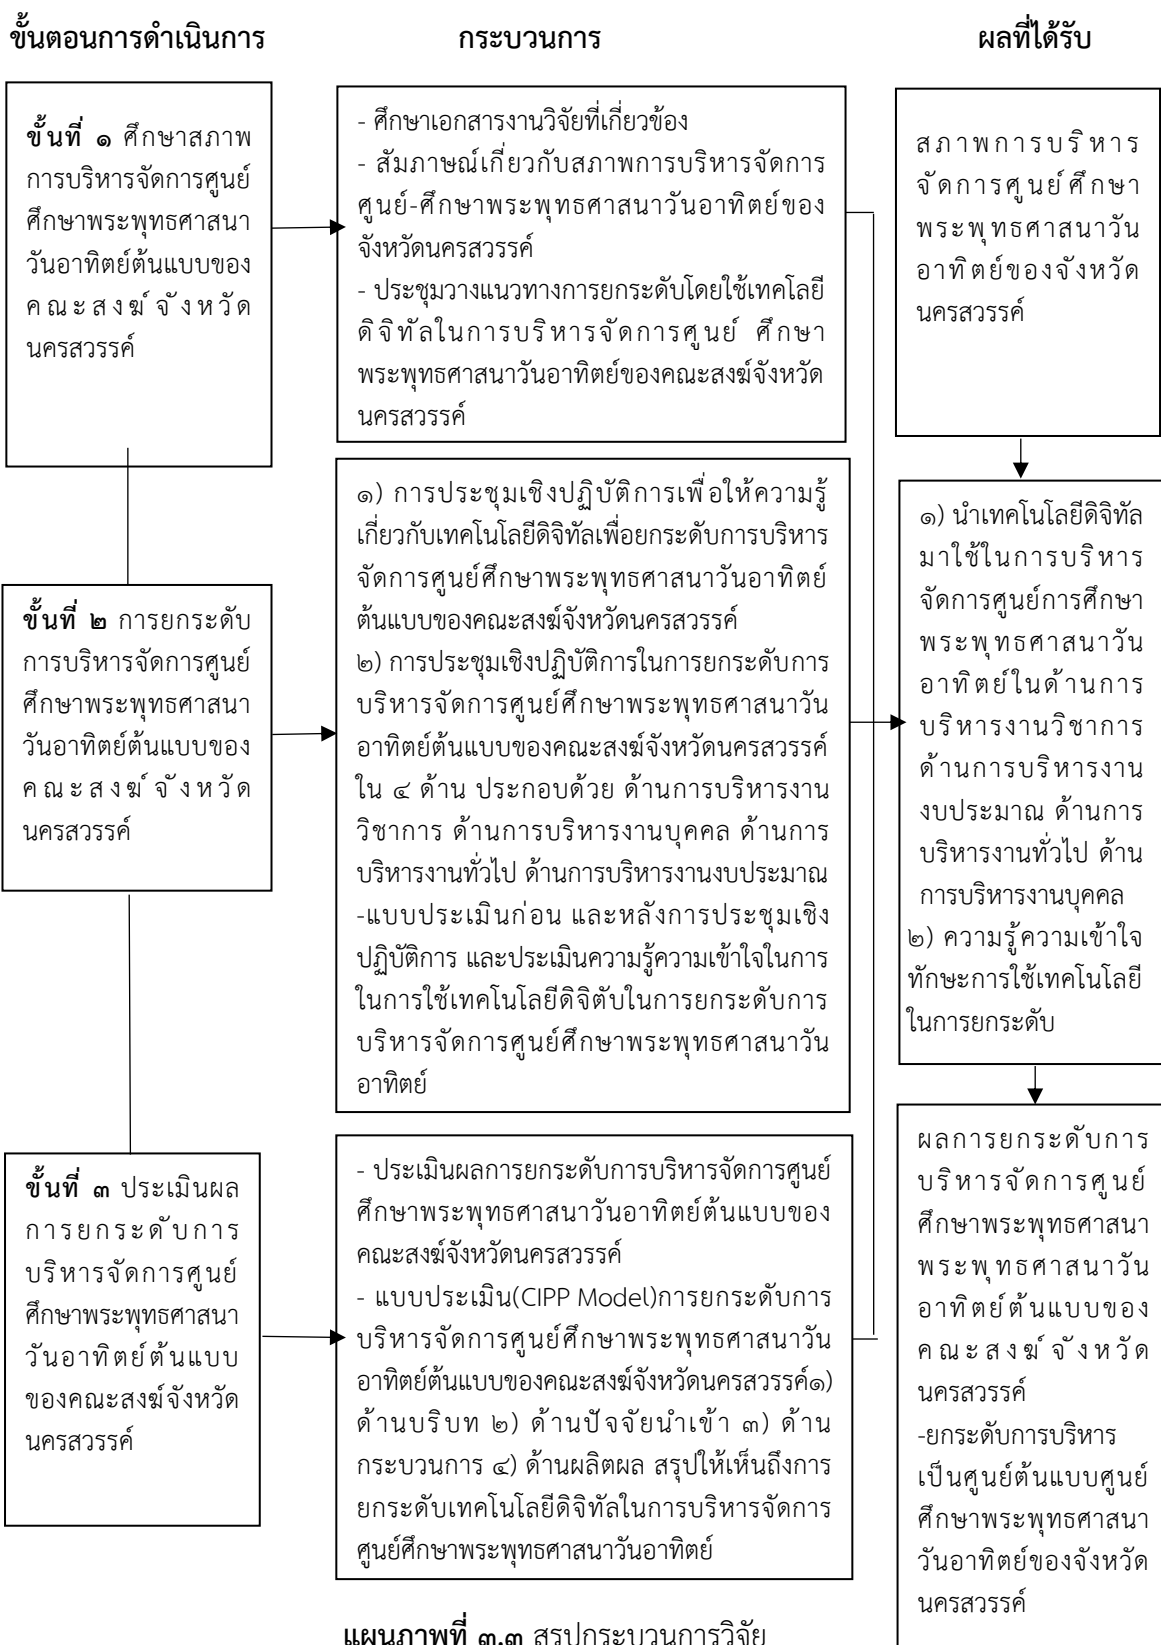 ขั้นตอนการดำเนินการ
กระบวนการ
ผลที่ได้รับ
ขั้นที่ ๑ ศึกษาสภาพ
การบริหารจัดการศูนย์
ศึกษาพระพุทธศาสนา
วันอาทิตย์ต้นแบบของ
คณะสงฆ์จังหวัด
นครสวรรค์
- ศึกษาเอกสารงานวิจัยที่เกี่ยวข้อง
- สัมภาษณ์เกี่ยวกับสภาพการบริหารจัดการ
ศูนย์-ศึกษาพระพุทธศาสนาวันอาทิตย์ของ
จังหวัดนครสวรรค์
- ประชุมวางแนวทางการยกระดับโดยใช้เทคโลยี
ดิจิทัลในการบริหารจัดการศูนย์ ศึกษา
พระพุทธศาสนาวันอาทิตย์ของคณะสงฆ์จังหวัด
นครสวรรค์
สภาพการบริหาร
จัดการศูนย์ศึกษา
พระพุทธศาสนาวัน
อาทิตย์ของจังหวัด
นครสวรรค์
ขั้นที่ ๒ การยกระดับ
การบริหารจัดการศูนย์
ศึกษาพระพุทธศาสนา
วันอาทิตย์ต้นแบบของ
คณะสงฆ์จังหวัด
นครสวรรค์
๑) การประชุมเชิงปฏิบัติการเพื่อให้ความรู้
เกี่ยวกับเทคโนโลยีดิจิทัลเพื่อยกระดับการบริหาร
จัดการศูนย์ศึกษาพระพุทธศาสนาวันอาทิตย์
ต้นแบบของคณะสงฆ์จังหวัดนครสวรรค์
๒) การประชุมเชิงปฏิบัติการในการยกระดับการ
บริหารจัดการศูนย์ศึกษาพระพุทธศาสนาวัน
อาทิตย์ต้นแบบของคณะสงฆ์จังหวัดนครสวรรค์
ใน ๔ ด้าน ประกอบด้วย ด้านการบริหารงาน
วิชาการ ด้านการบริหารงานบุคคล ด้านการ
บริหารงานทั่วไป ด้านการบริหารงานงบประมาณ
-แบบประเมินก่อน และหลังการประชุมเชิง
ปฏิบัติการ และประเมินความรู้ความเข้าใจในการ
ในการใช้เทคโนโลยีดิจิตับในการยกระดับการ
บริหารจัดการศูนย์ศึกษาพระพุทธศาสนาวัน
อาทิตย์
๑) นำเทคโนโลยีดิจิทัล
มาใช้ในการบริหาร
จัดการศูนย์การศึกษา
พระพุทธศาสนาวัน
อาทิตย์ในด้านการ
บริหารงานวิชาการ
ด้านการบริหารงาน
งบประมาณ ด้านการ
บริหารงานทั่วไป ด้าน
การบริหารงานบุคคล
๒) ความรู้ความเข้าใจ
ทักษะการใช้เทคโนโลยี
ในการยกระดับ
ขั้นที่ ๓ ประเมินผล
การยกระดับการ
บริหารจัดการศูนย์
ศึกษาพระพุทธศาสนา
วันอาทิตย์ต้นแบบ
ของคณะสงฆ์จังหวัด
นครสวรรค์
- ประเมินผลการยกระดับการบริหารจัดการศูนย์
ศึกษาพระพุทธศาสนาวันอาทิตย์ต้นแบบของ
คณะสงฆ์จังหวัดนครสวรรค์
- แบบประเมิน(CIPP Model)การยกระดับการ
บริหารจัดการศูนย์ศึกษาพระพุทธศาสนาวัน
อาทิตย์ต้นแบบของคณะสงฆ์จังหวัดนครสวรรค์๑)
ด้านบริบท ๒) ด้านปัจจัยนำเข้า ๓) ด้าน
กระบวนการ ๔) ด้านผลิตผล สรุปให้เห็นถึงการ
ยกระดับเทคโนโลยีดิจิทัลในการบริหารจัดการ
ศูนย์ศึกษาพระพุทธศาสนาวันอาทิตย์
ผลการยกระดับการ
บริหารจัดการศูนย์
ศึกษาพระพุทธศาสนา
พระพุทธศาสนาวัน
อาทิตย์ต้นแบบของ
คณะสงฆ์จังหวัด
นครสวรรค์
-ยกระดับการบริหาร
เป็นศูนย์ต้นแบบศูนย์
ศึกษาพระพุทธศาสนา
วันอาทิตย์ของจังหวัด
นครสวรรค์
แผนภาพที่ ๓.๓ สรุปกระบวนการวิจัย